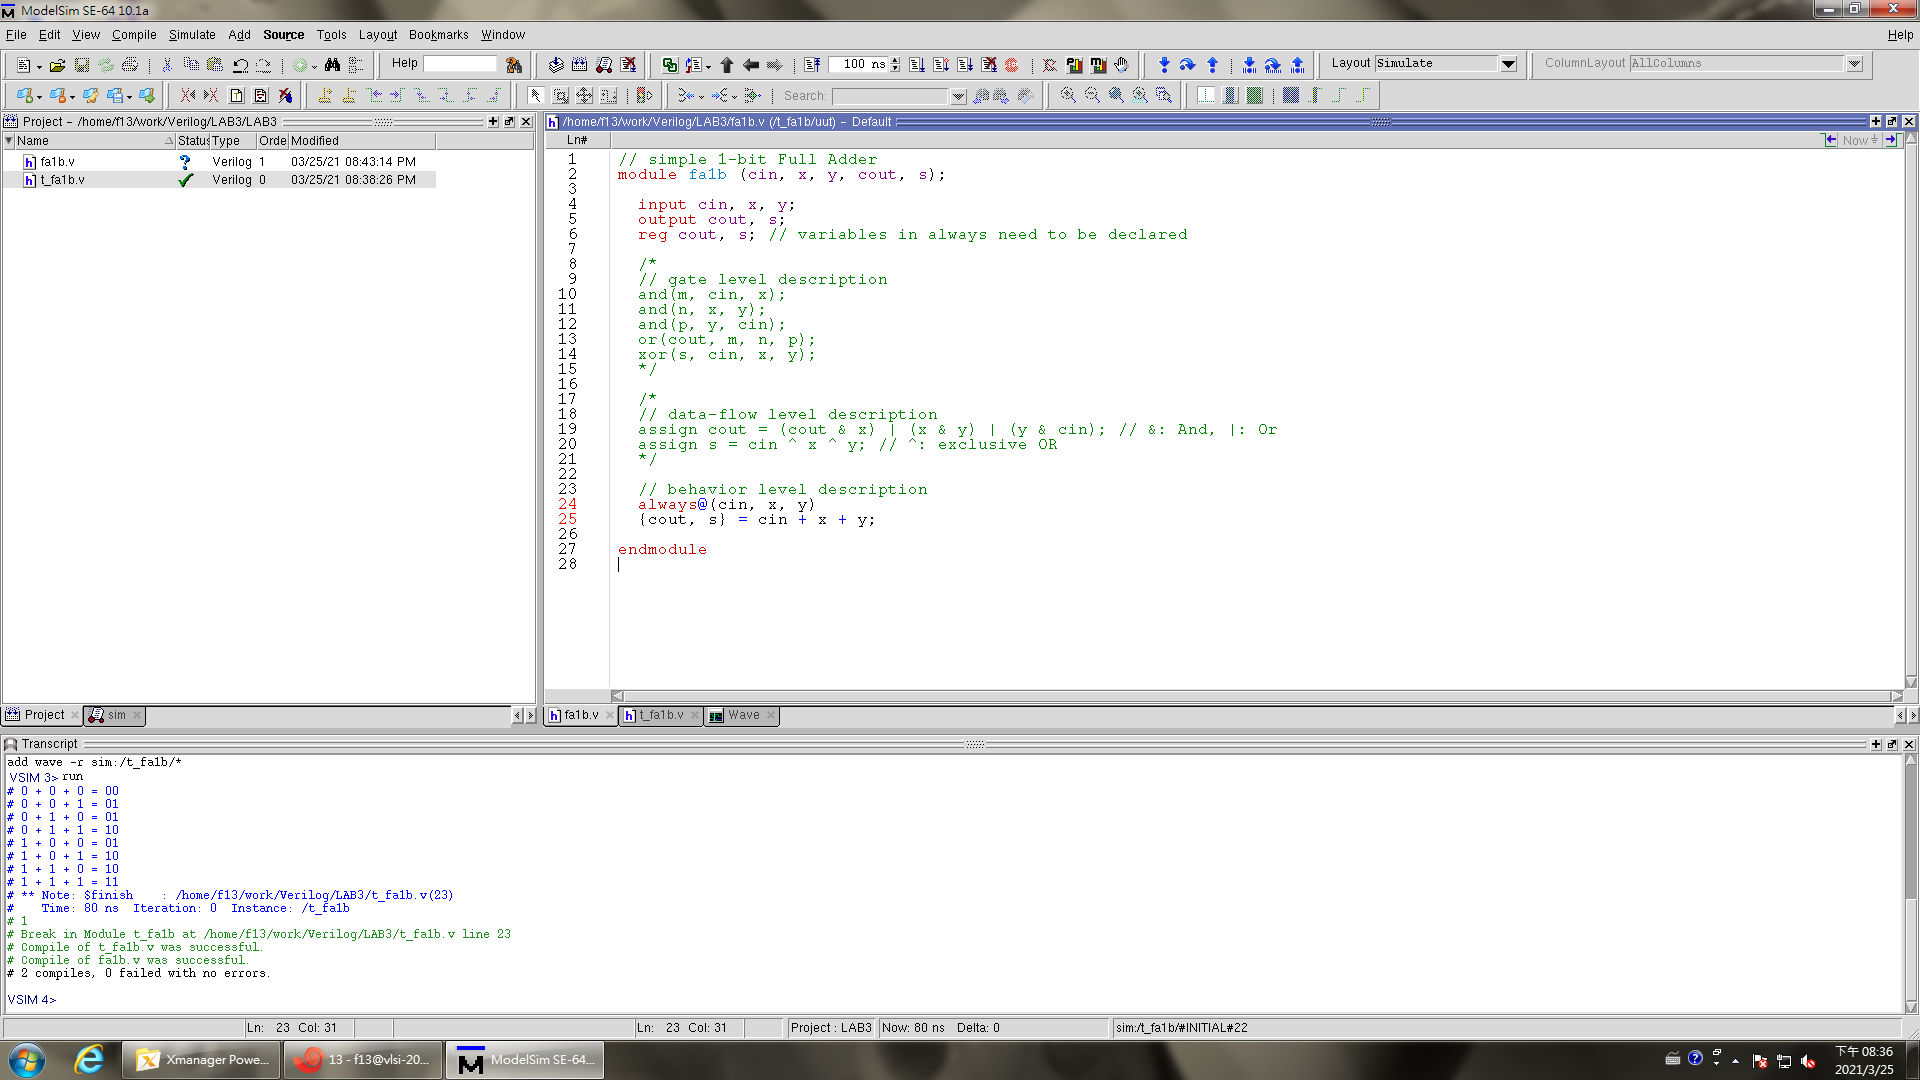 ModelSim SE-64 10.1a
File Edit View Compile Simulate Add Source Tools Layout Bookmarks Window Help
Help 100 ns Layout Simulate ColumnLayout AllColumns
Search:
Project - /home/f13/work/Verilog/LAB3/LAB3
Name Status Type Orde Modified
fa1b.v Verilog 1 03/25/21 08:43:14 PM
t_fa1b.v Verilog 0 03/25/21 08:38:26 PM
Project sim
/home/f13/work/Verilog/LAB3/fa1b.v (/t_fa1b/uut) - Default
Ln# Now
1 // simple 1-bit Full Adder
2 module fa1b (cin, x, y, cout, s);
3
4 input cin, x, y;
5 output cout, s;
6 reg cout, s; // variables in always need to be declared
7
8 /*
9 // gate level description
10 and(m, cin, x);
11 and(n, x, y);
12 and(p, y, cin);
13 or(cout, m, n, p);
14 xor(s, cin, x, y);
15 */
16
17 /*
18 // data-flow level description
19 assign cout = (cout & x) | (x & y) | (y & cin); // &: And, |: Or
20 assign s = cin ^ x ^ y; // ^: exclusive OR
21 */
22
23 // behavior level description
24 always@(cin, x, y)
25 {cout, s} = cin + x + y;
26
27 endmodule
28
fa1b.v t_fa1b.v Wave
Transcript
add wave -r sim:/t_fa1b/*
VSIM 3> run
# 0 + 0 + 0 = 00
# 0 + 0 + 1 = 01
# 0 + 1 + 0 = 01
# 0 + 1 + 1 = 10
# 1 + 0 + 0 = 01
# 1 + 0 + 1 = 10
# 1 + 1 + 0 = 10
# 1 + 1 + 1 = 11
# ** Note: $finish : /home/f13/work/Verilog/LAB3/t_fa1b.v(23)
# Time: 80 ns Iteration: 0 Instance: /t_fa1b
# 1
# Break in Module t_fa1b at /home/f13/work/Verilog/LAB3/t_fa1b.v line 23
# Compile of t_fa1b.v was successful.
# Compile of fa1b.v was successful.
# 2 compiles, 0 failed with no errors.
VSIM 4>
Ln: 23 Col: 31 Ln: 23 Col: 31 Project : LAB3 Now: 80 ns Delta: 0 sim:/t_fa1b/#INITIAL#22
Xmanager Powe... 13 - f13@vlsi-20... ModelSim SE-64...
下午 08:36
2021/3/25